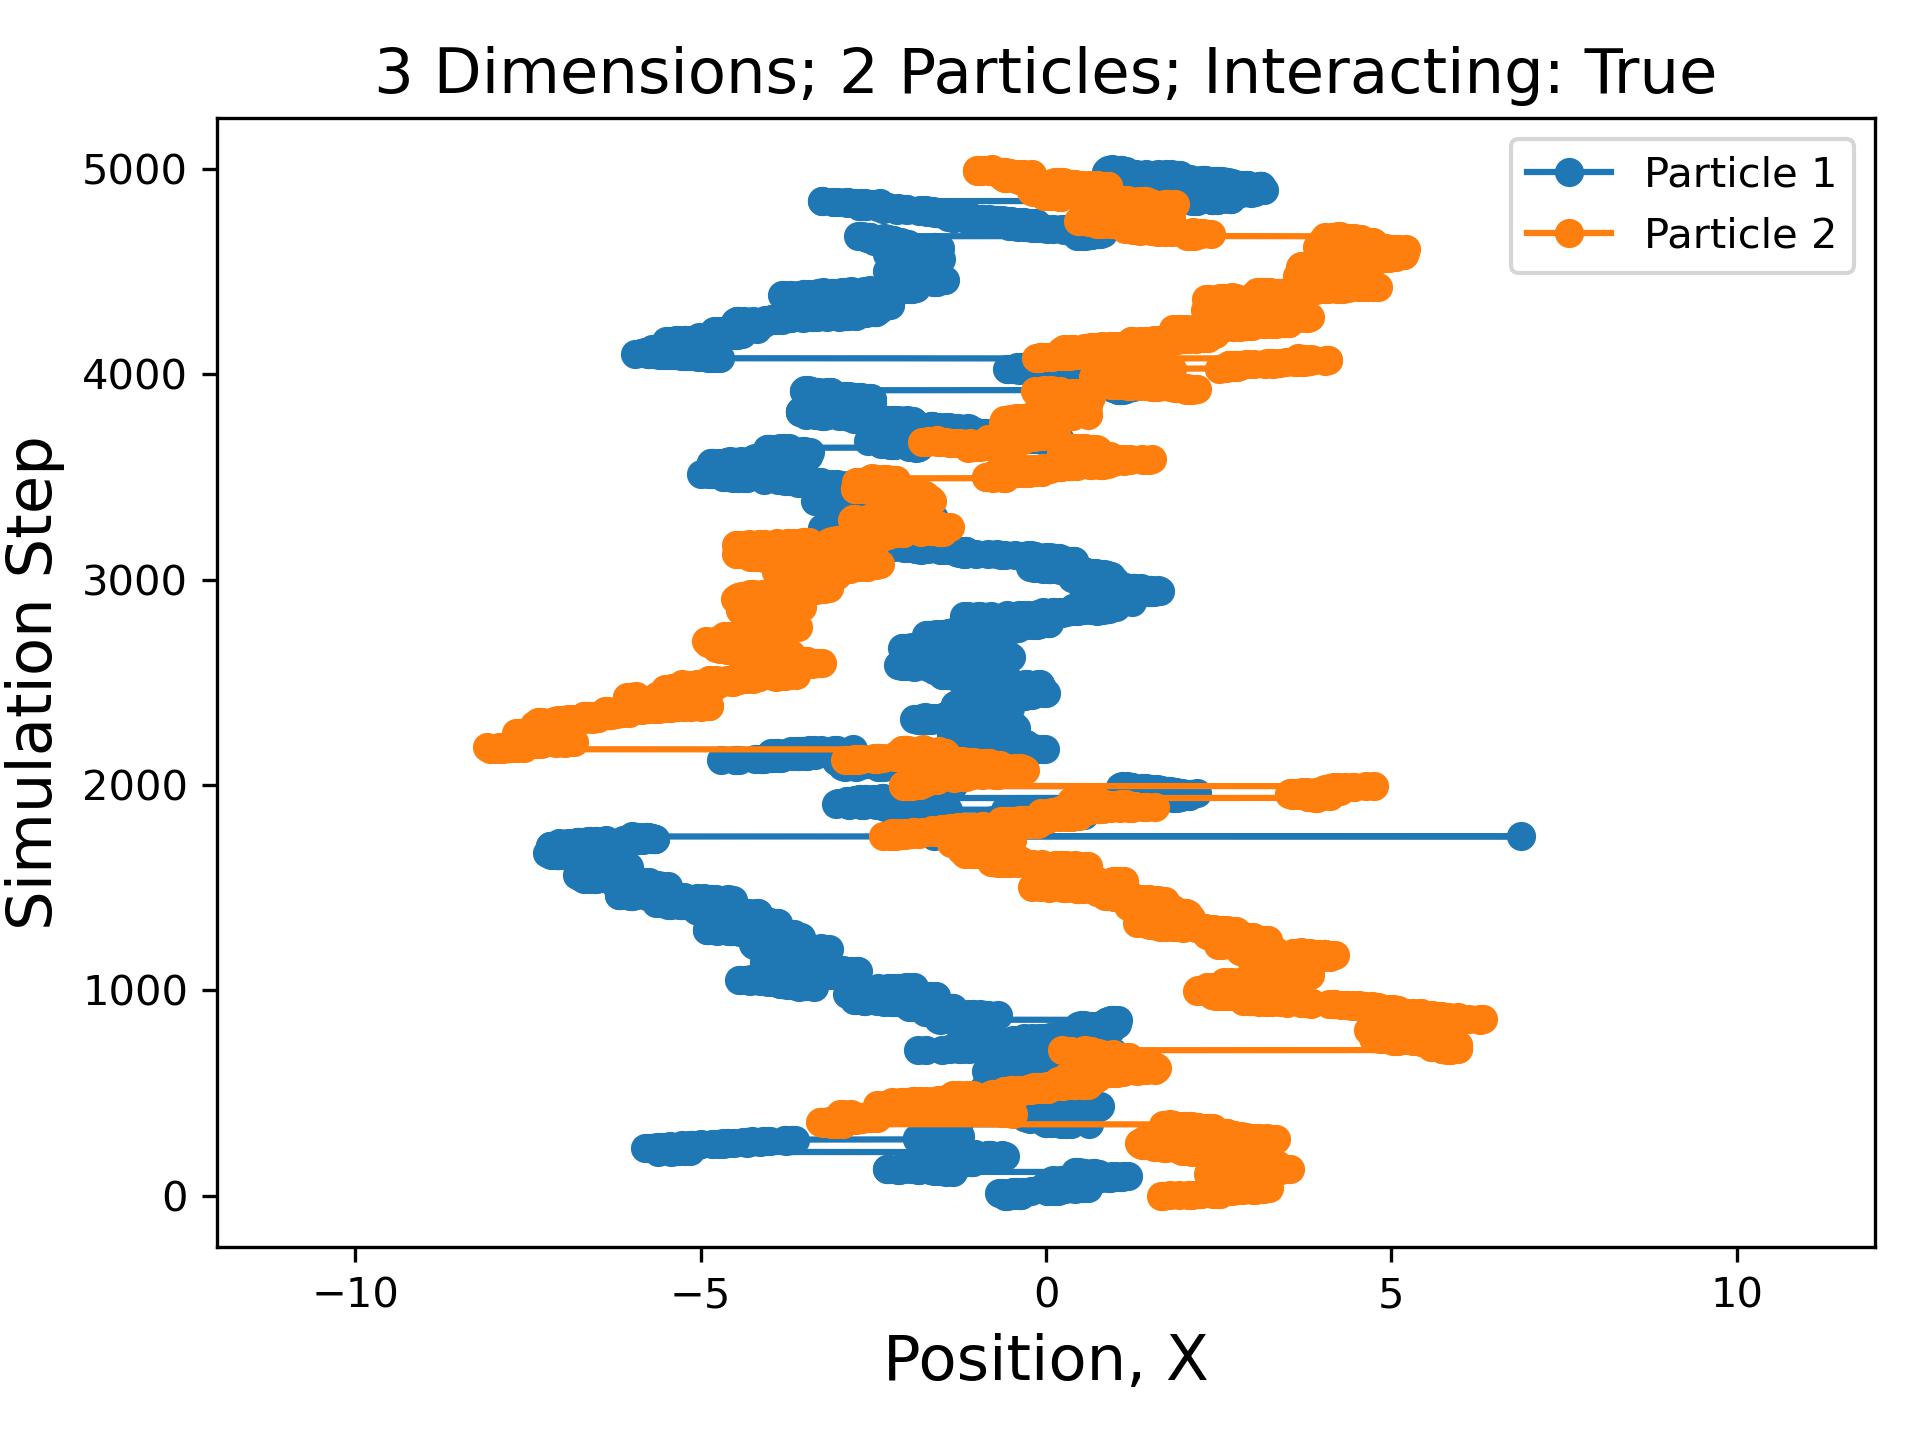 3 Dimensions; 2 Particles; Interacting: True
Particle 1
Particle 2
Simulation Step
5000
4000
3000
2000
1000
0
−10
−5
0
5
10
Position, X